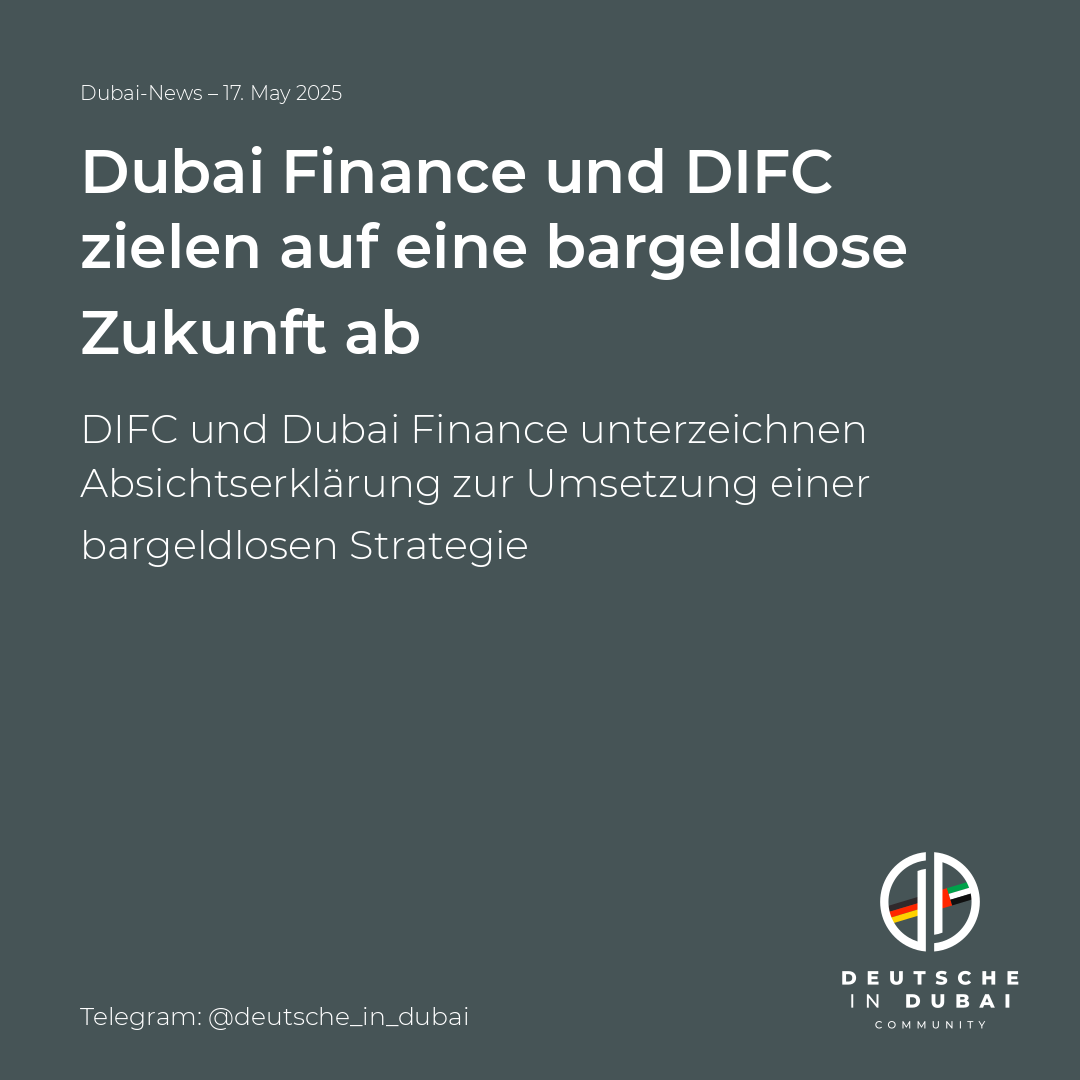 Dubai-News – 17. May 2025
Dubai Finance und DIFC
zielen auf eine bargeldlose
Zukunft ab
DIFC und Dubai Finance unterzeichnen
Absichtserklärung zur Umsetzung einer
bargeldlosen Strategie
DEUTSCHE
IN DUBAI
COMMUNITY
Telegram: @deutsche_in_dubai